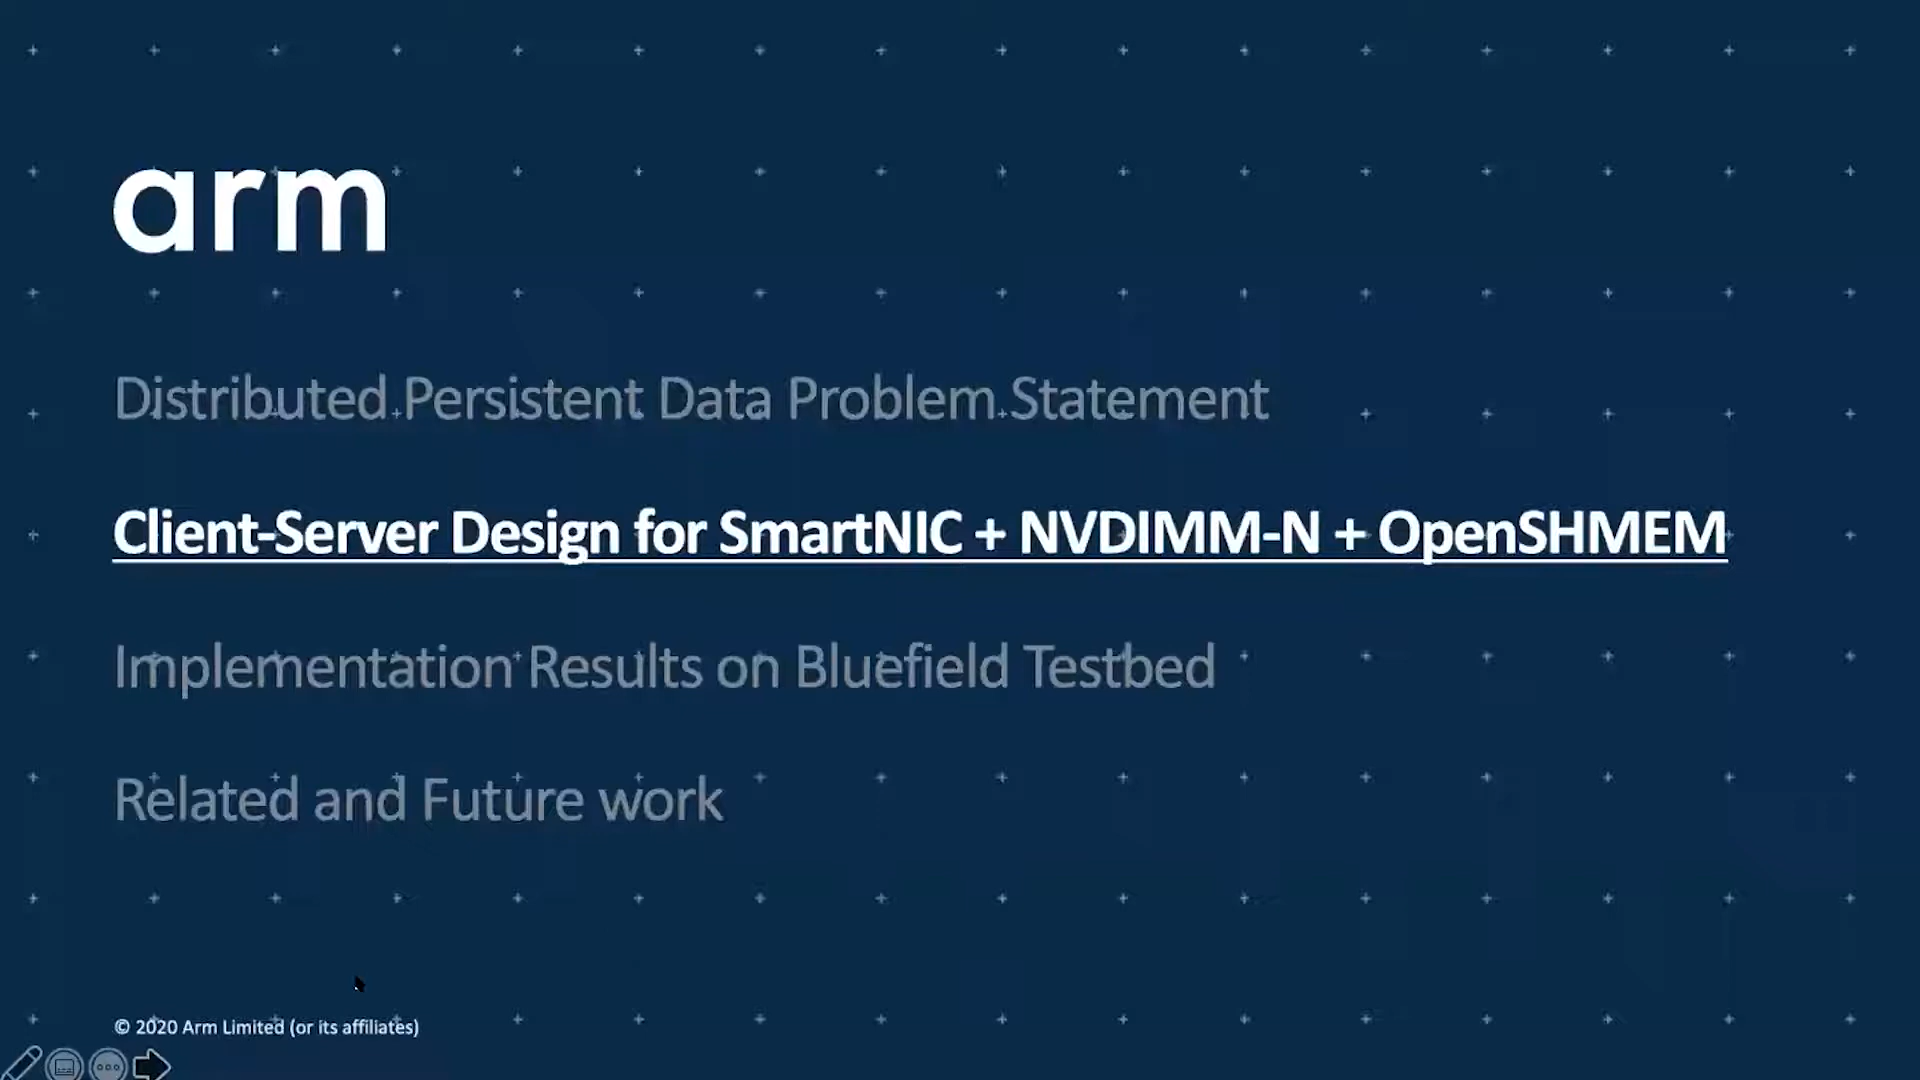 arm
Distributed Persistent Data Problem Statement
Client-Server Design for SmartNIC + NVDIMM-N + OpenSHMEM
Implementation Results on Bluefield Testbed
Related and Future work
© 2020 Arm Limited (or its affiliates)